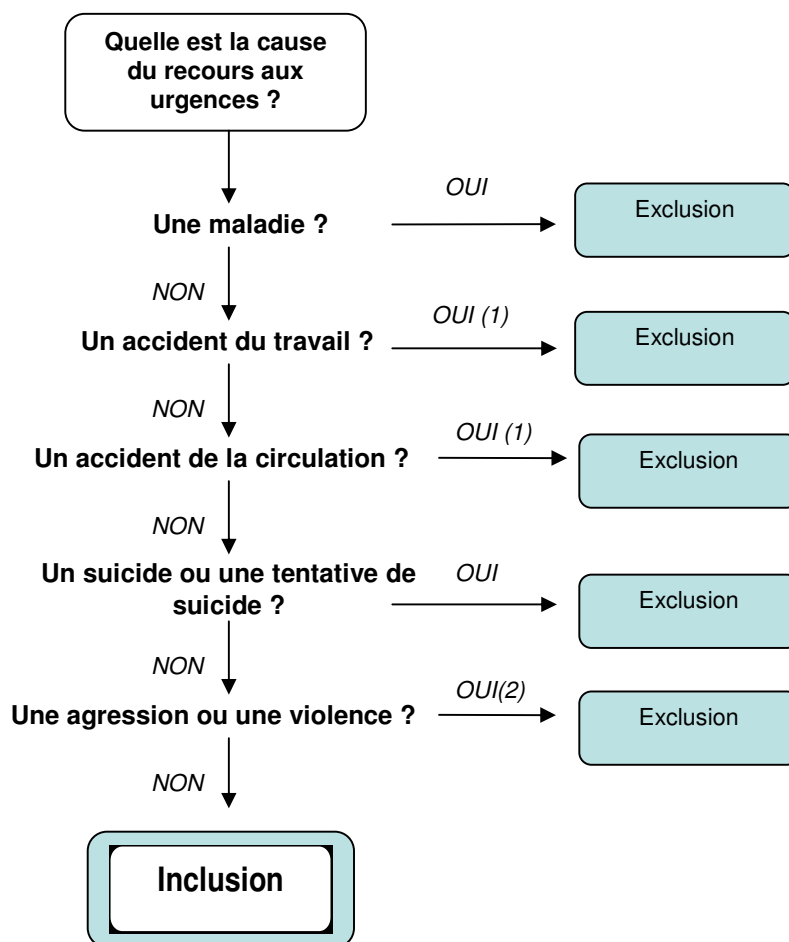 Quelle est la cause
du recours aux
urgences ?
OUI
Une maladie ?
Exclusion
NON
OUI (1)
Un accident du travail ?
Exclusion
NON
OUI (1)
Un accident de la circulation ?
Exclusion
NON
Un suicide ou une tentative de
suicide ?
OUI
Exclusion
NON
OUI(2)
Une agression ou une violence ?
Exclusion
NON
Inclusion